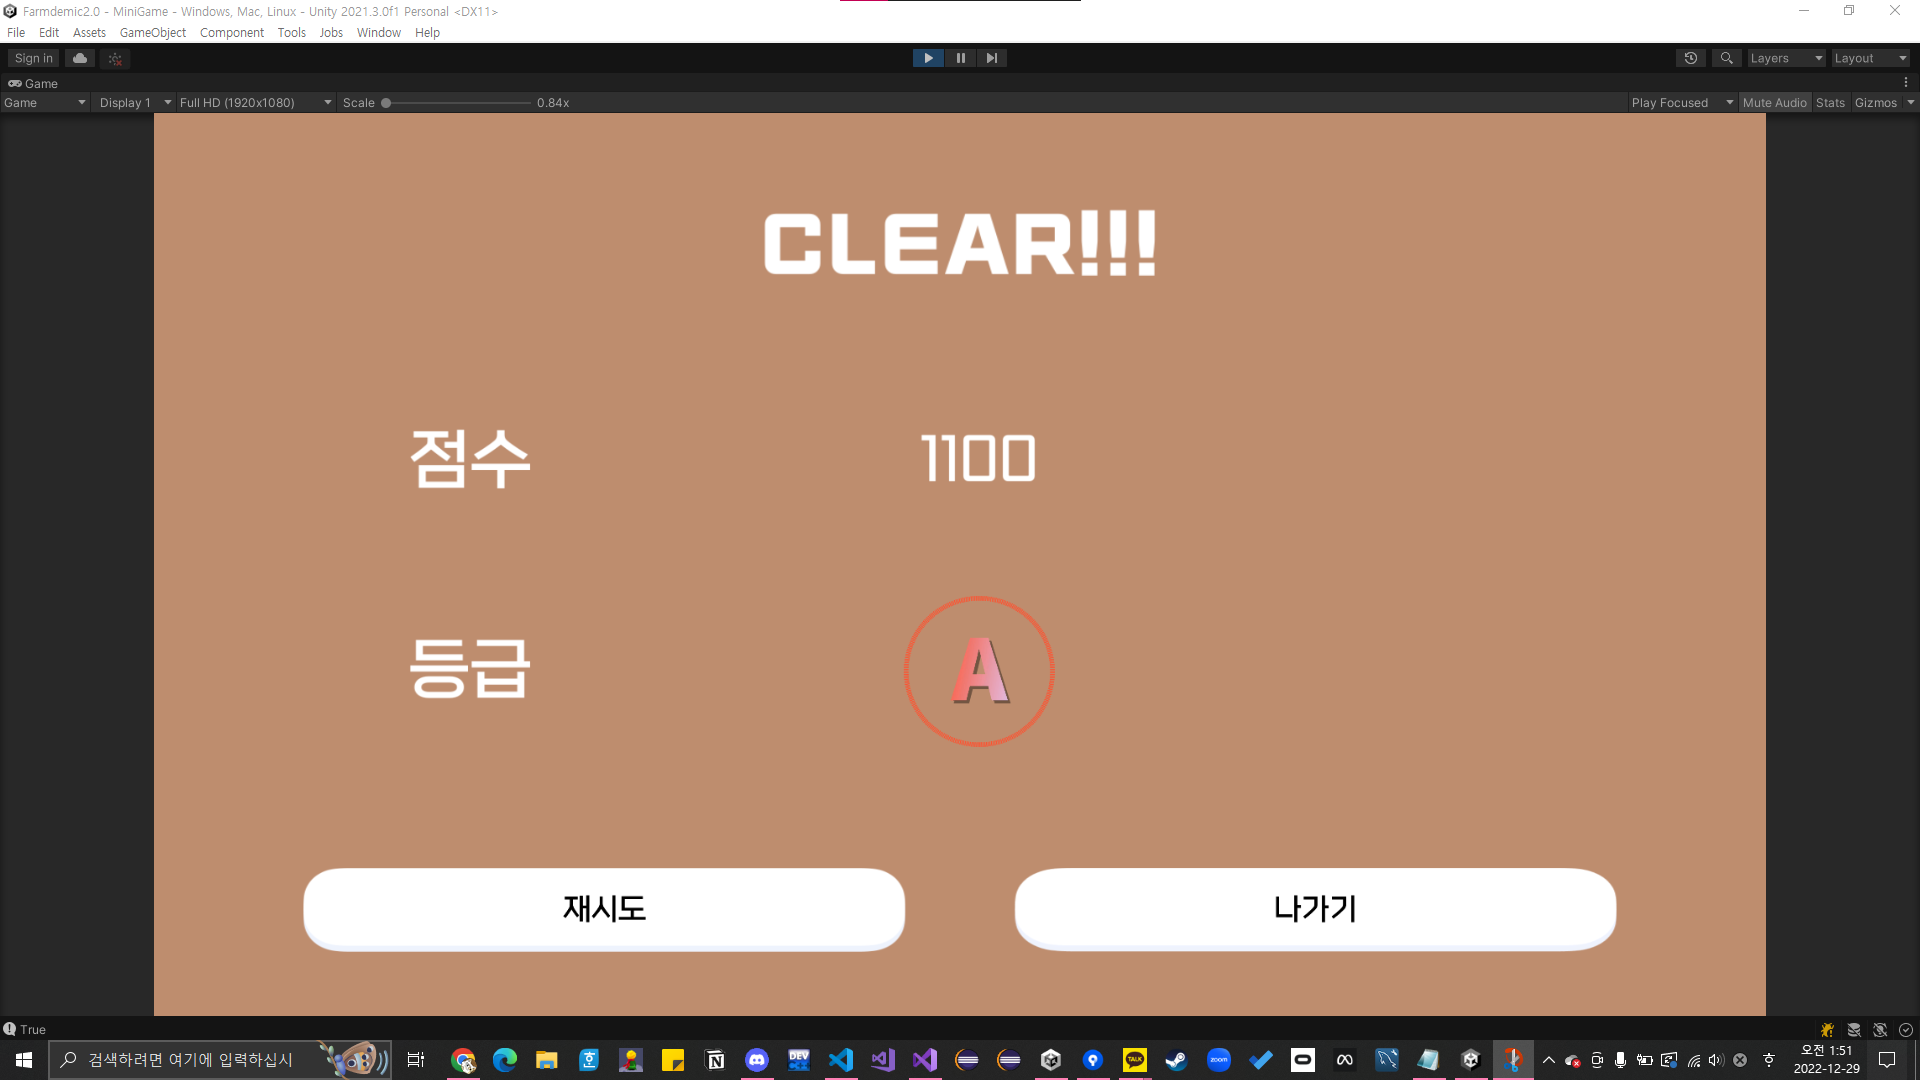 Farmdemic2.0 - MiniGame - Windows, Mac, Linux - Unity 2021.3.0f1 Personal <DX11>
File Edit Assets GameObject Component Tools Jobs Window Help
Sign in Layers Layout
Game
Game Display 1 Full HD (1920x1080) Scale 0.84x Play Focused Mute Audio Stats Gizmos
CLEAR!!!
점수 1100
등급 A
재시도 나가기
True
검색하려면 여기에 입력하십시
DEV
TALK
zoom
오전 1:51
2022-12-29